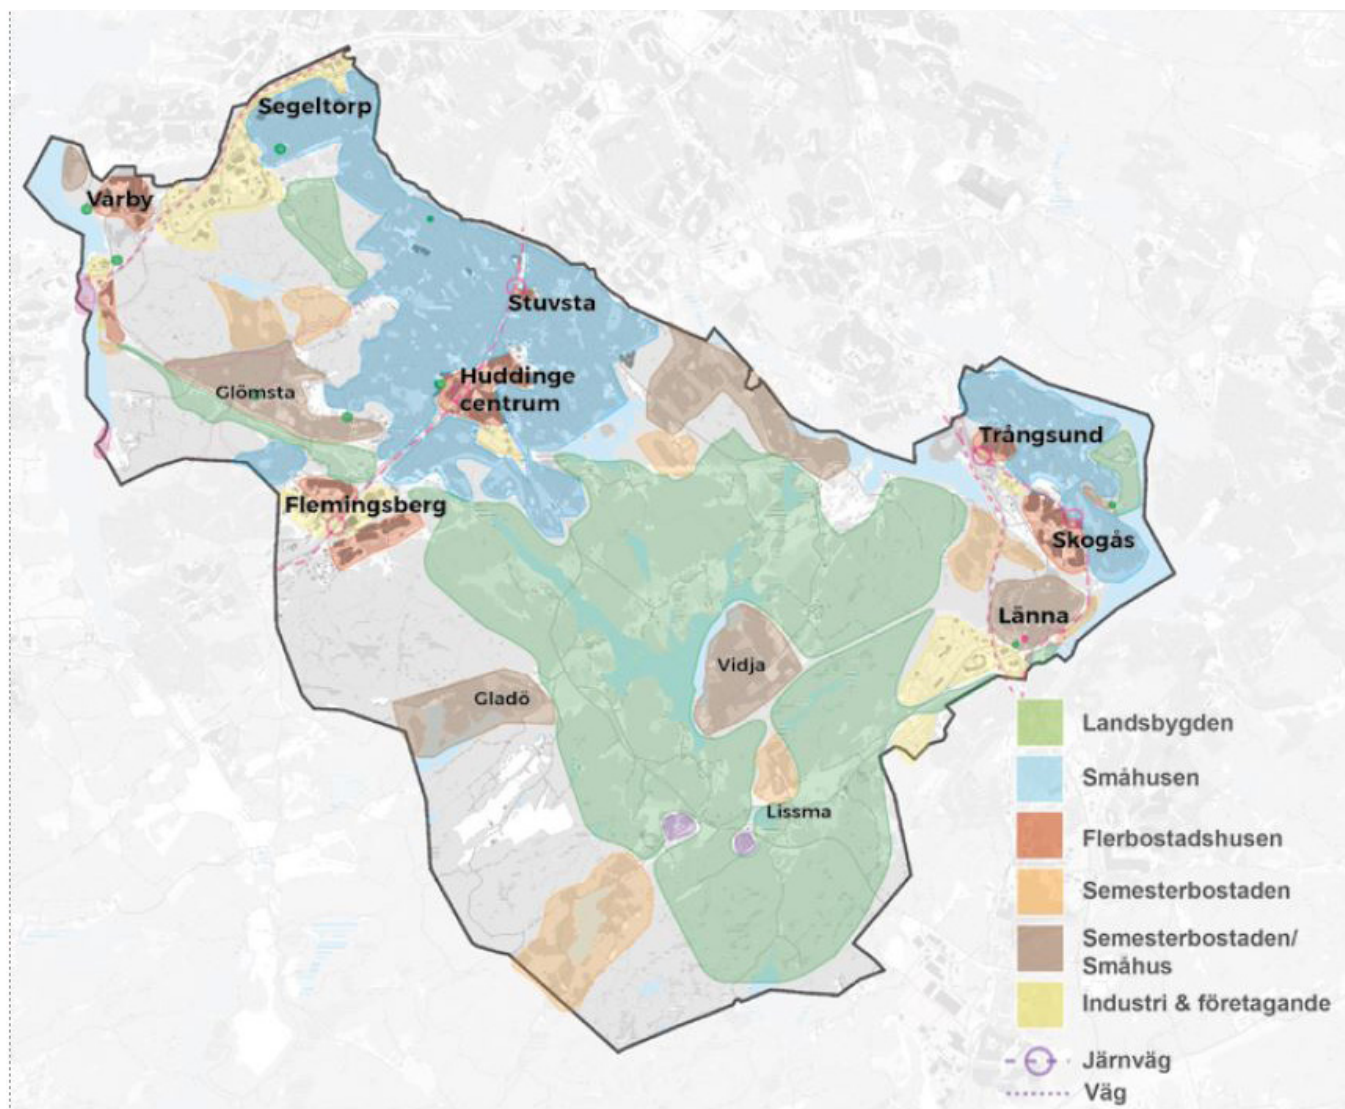 Segeltorp
Vårby
Stuvsta
Huddinge
centrum
Glömsta
Trångsund
Flemingsberg
Skogås
Länna
Vidja
Gladö
Lissma
Landsbygden
Småhusen
Flerbostadshusen
Semesterbostaden
Semesterbostaden/
Småhus
Industri & företagande
Järnväg
Väg